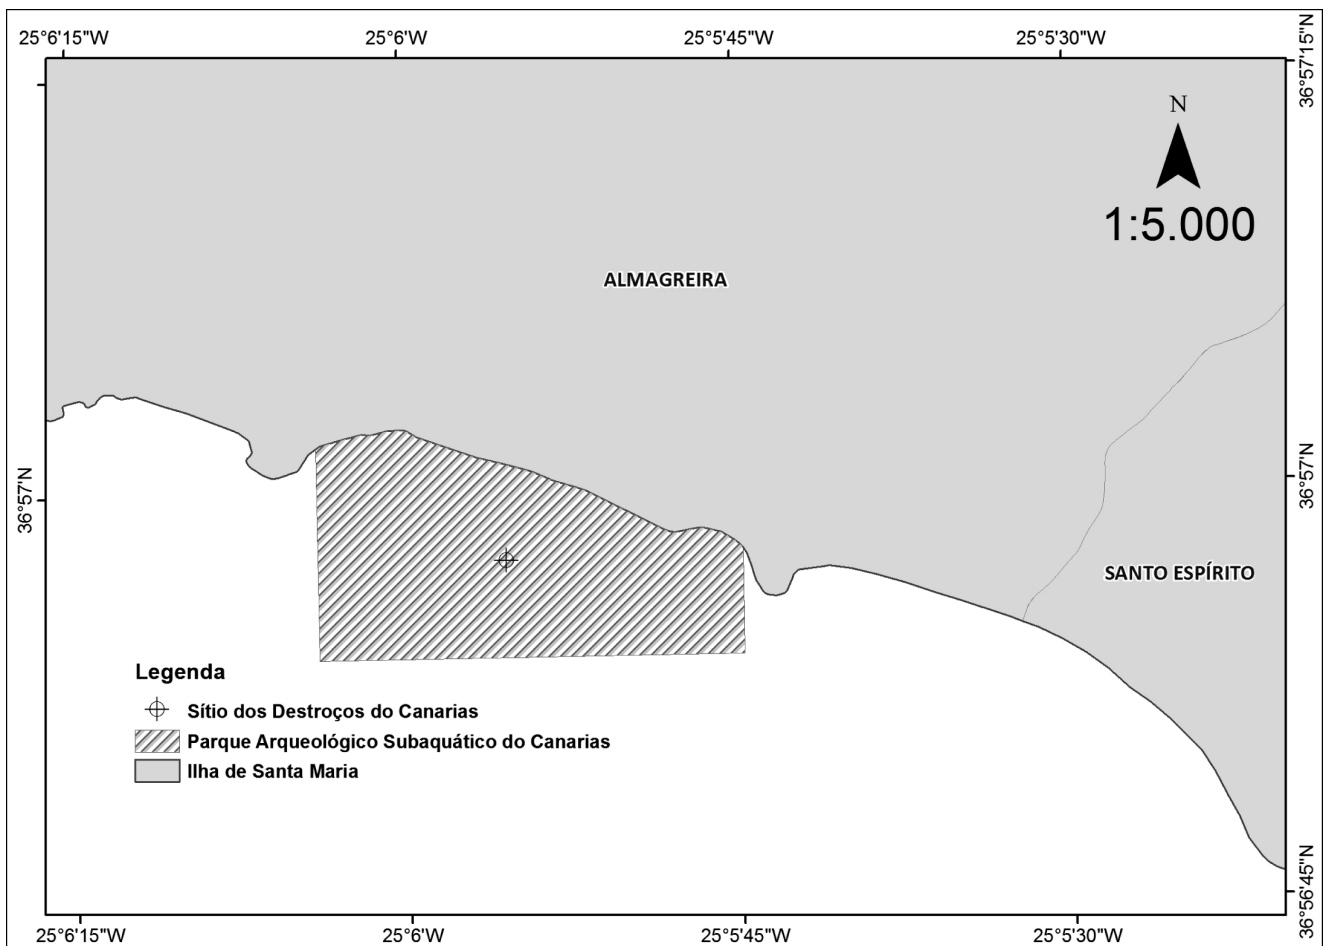 25°6'15"W 25°6'W 25°5'45"W 25°5'30"W
36°57'15"N
N
1:5.000
ALMAGREIRA
36°57'N
36°57'N
SANTO ESPÍRITO
Legenda
Sítio dos Destroços do Canarias
Parque Arqueológico Subaquático do Canarias
Ilha de Santa Maria
36°56'45"N
25°6'15"W 25°6'W 25°5'45"W 25°5'30"W